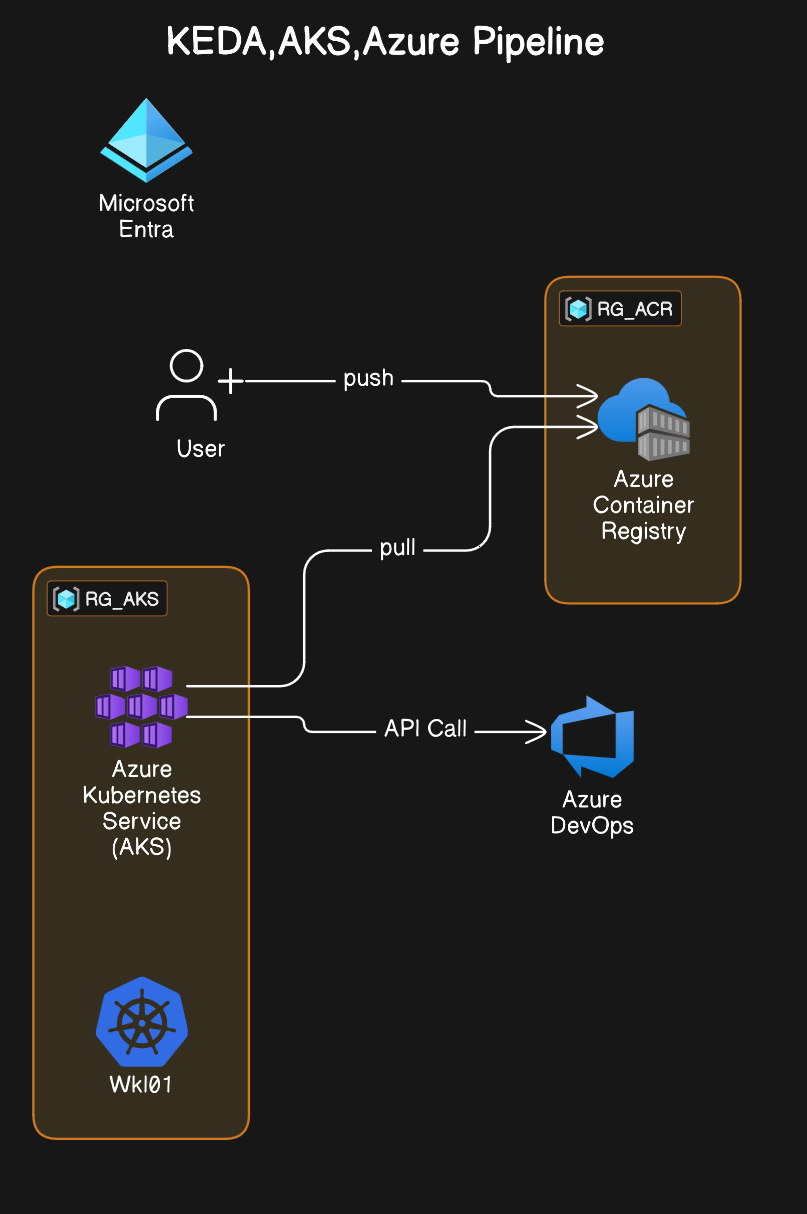 KEDA,AKS,Azure Pipeline
Microsoft
Entra
RG_ACR
push
User
Azure
Container
Registry
pull
RG_AKS
API Call
Azure
Kubernetes
Service
(AKS)
Azure
DevOps
Wkl01